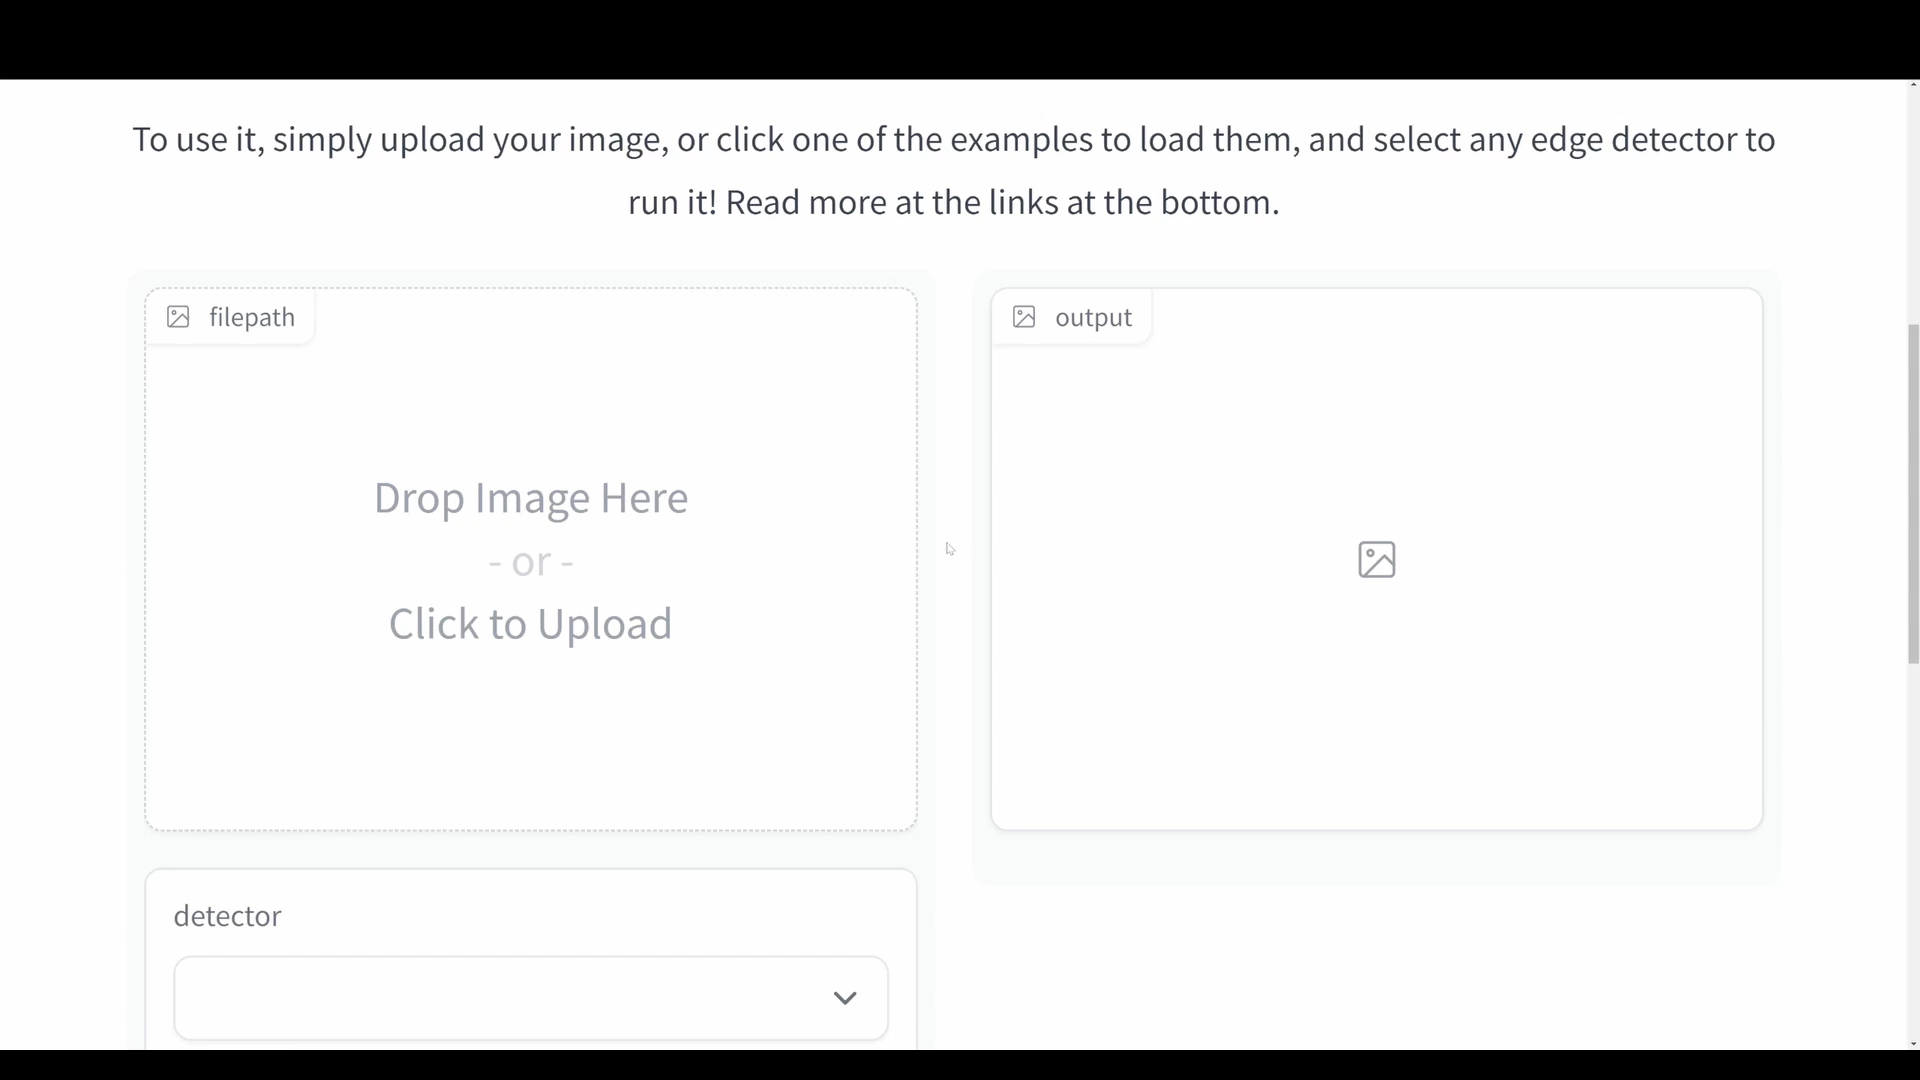 To use it, simply upload your image, or click one of the examples to load them, and select any edge detector to
run it! Read more at the links at the bottom.
filepath
output
Drop Image Here
- or -
Click to Upload
detector